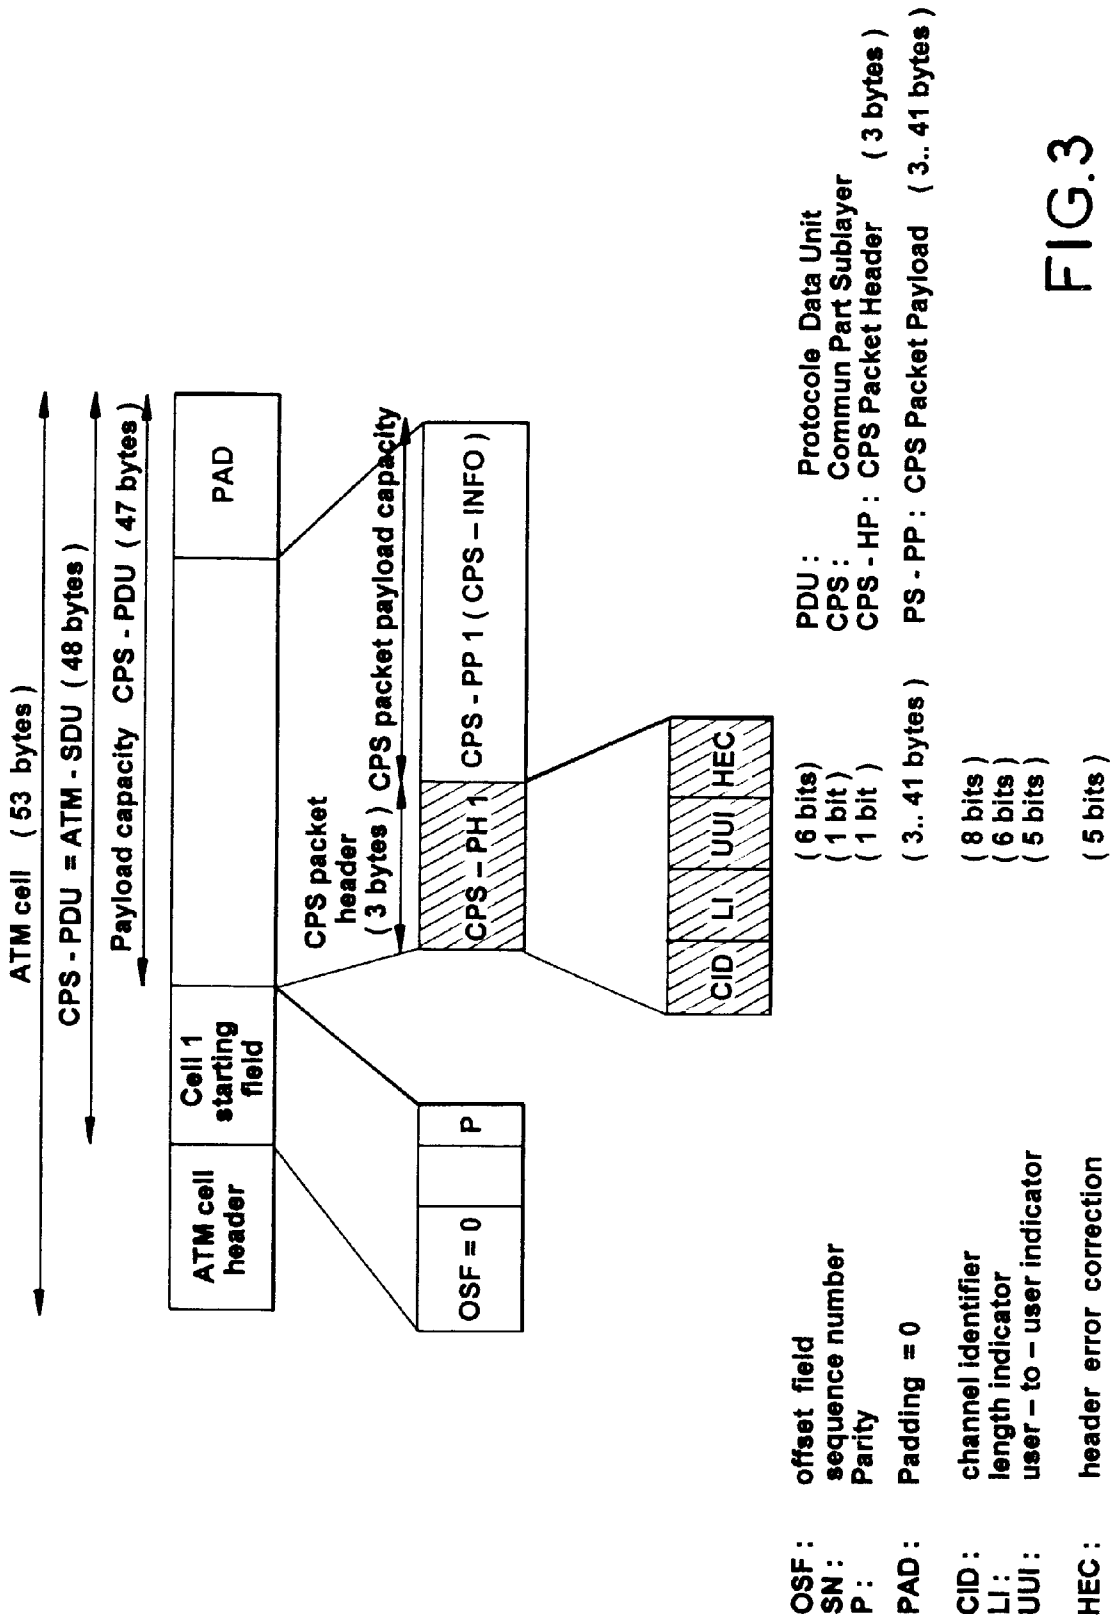 ATM cell ( 53 bytes )
CPS - PDU = ATM - SDU ( 48 bytes )
Payload capacity CPS - PDU ( 47 bytes )
ATM cell
header
Cell 1
starting
field
PAD
CPS packet
header
( 3 bytes )
CPS packet payload capacity
OSF = 0
P
CPS – PH 1
CPS - PP 1 ( CPS – INFO )
CID
LI
UUI
HEC
OSF : offset field ( 6 bits)
SN : sequence number ( 1 bit )
P : Parity ( 1 bit )
PAD : Padding = 0 ( 3.. 41 bytes )
CID : channel identifier ( 8 bits )
LI : length indicator ( 6 bits )
UUI : user – to – user indicator ( 5 bits )
HEC : header error correction ( 5 bits )
PDU : Protocole Data Unit
CPS : Commun Part Sublayer
CPS - HP : CPS Packet Header ( 3 bytes )
PS - PP : CPS Packet Payload ( 3.. 41 bytes )
FIG.3